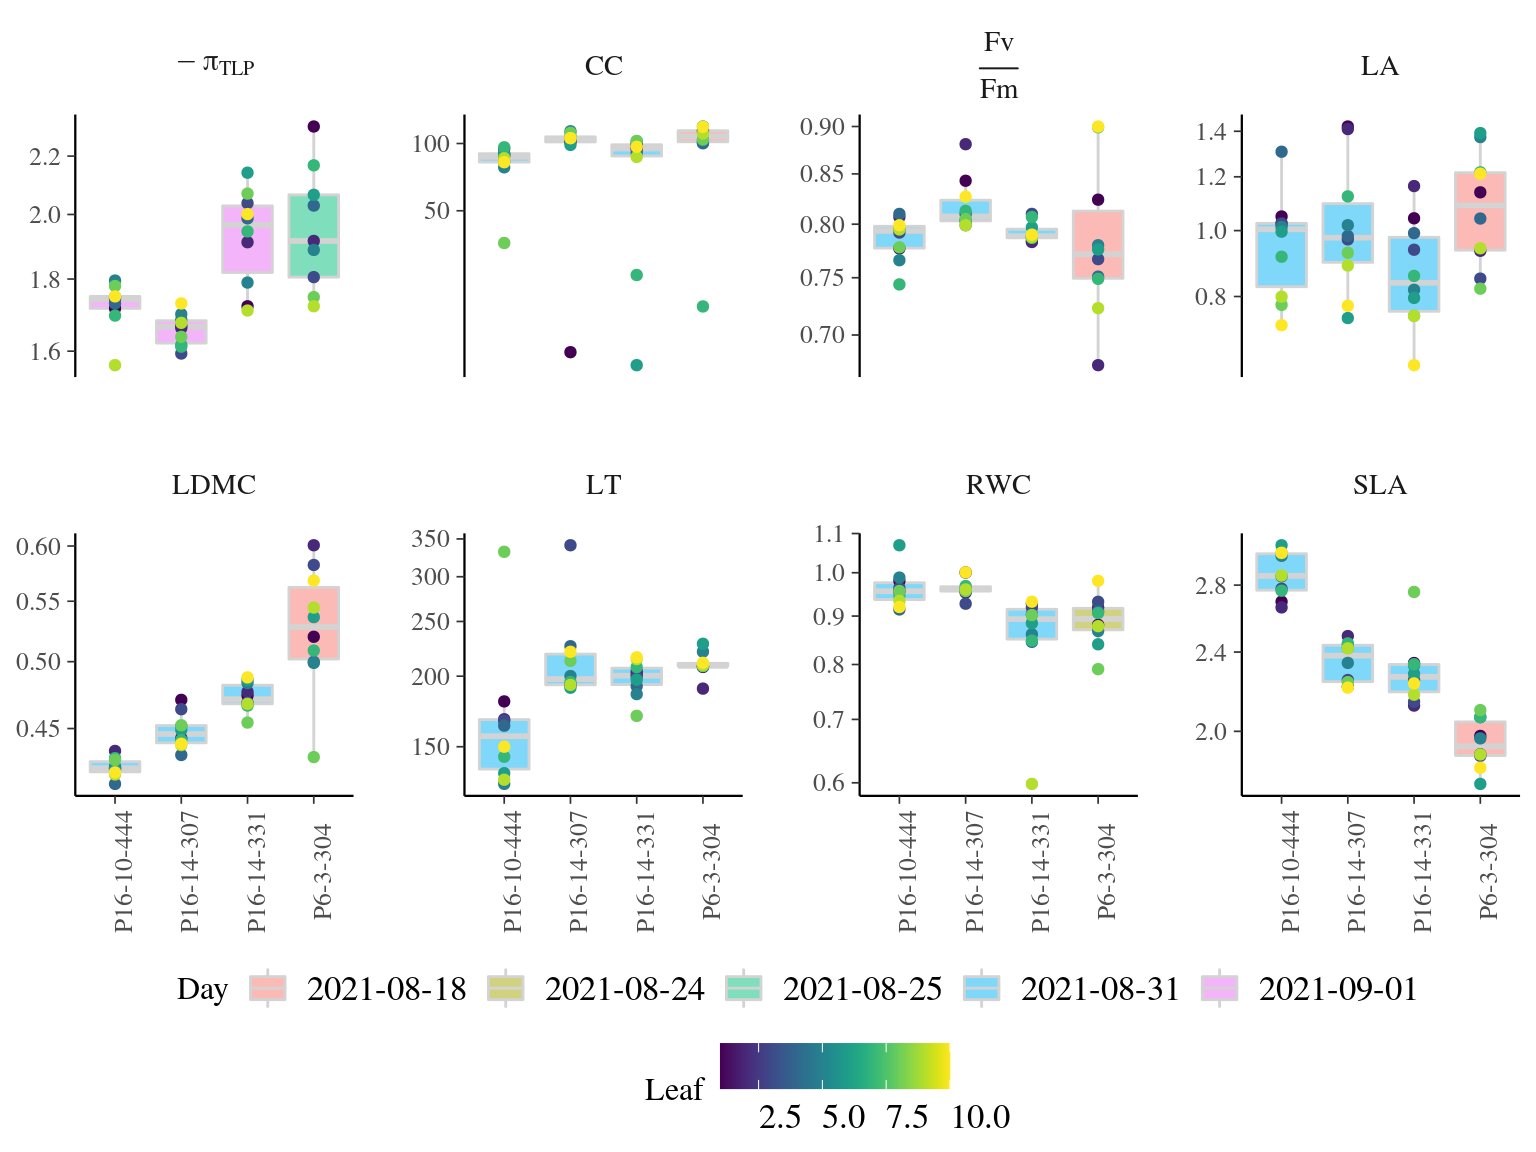 − π_TLP
CC
Fv
Fm
LA
2.2
2.0
1.8
1.6
100
50
0.90
0.85
0.80
0.75
0.70
1.4
1.2
1.0
0.8
LDMC
LT
RWC
SLA
0.60
0.55
0.50
0.45
350
300
250
200
150
1.1
1.0
0.9
0.8
0.7
0.6
2.8
2.4
2.0
P16-10-444
P16-14-307
P16-14-331
P6-3-304
P16-10-444
P16-14-307
P16-14-331
P6-3-304
P16-10-444
P16-14-307
P16-14-331
P6-3-304
P16-10-444
P16-14-307
P16-14-331
P6-3-304
Day 2021-08-18 2021-08-24 2021-08-25 2021-08-31 2021-09-01
Leaf
2.5 5.0 7.5 10.0